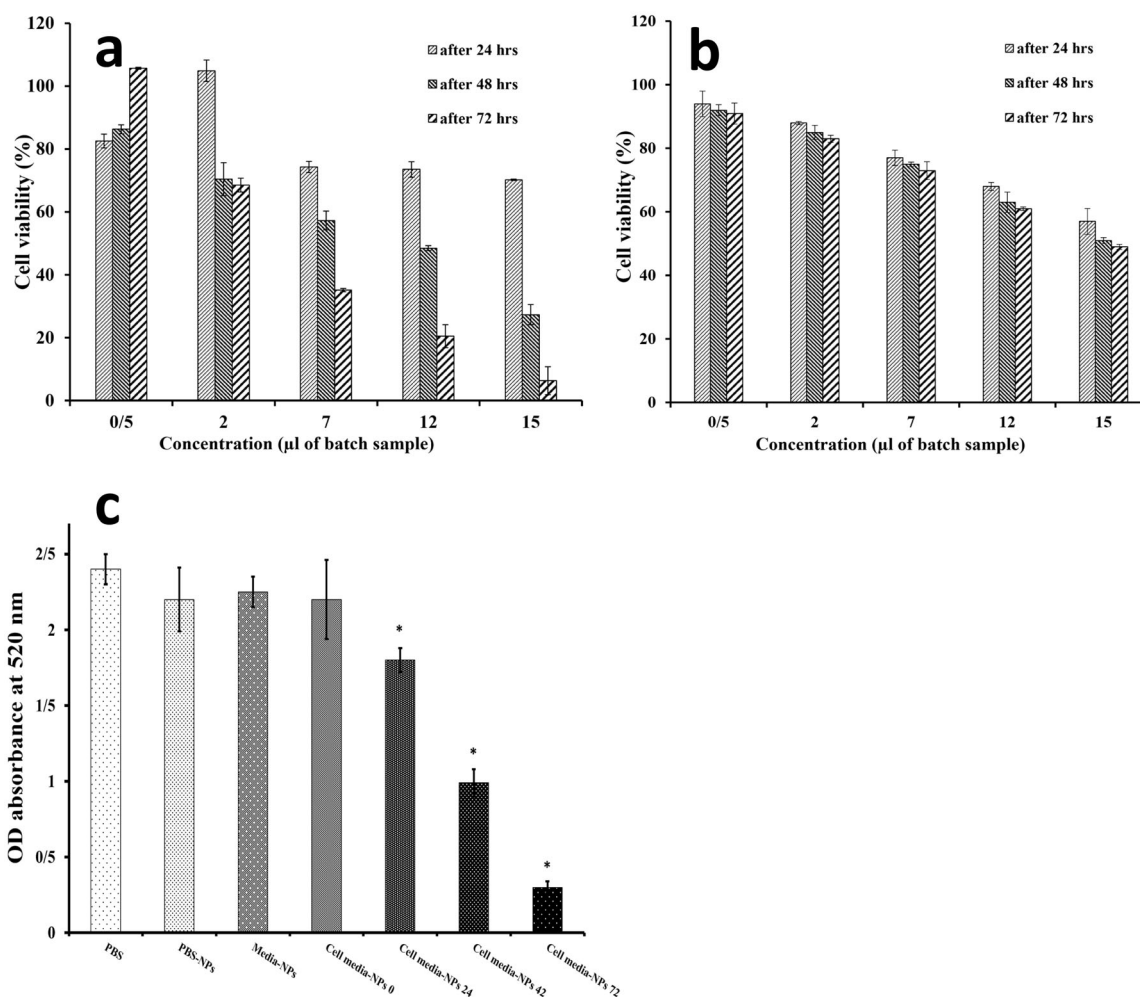 a
120
100
80
60
40
20
0
Cell viability (%)
after 24 hrs
after 48 hrs
after 72 hrs
0/5 2 7 12 15
Concentration (µl of batch sample)
b
120
100
80
60
40
20
0
Cell viability (%)
after 24 hrs
after 48 hrs
after 72 hrs
0/5 2 7 12 15
Concentration (µl of batch sample)
c
2/5
2
1/5
1
0/5
0
OD absorbance at 520 nm
*
*
*
PBS
PBS-NPs
Media-NPs
Cell media-NPs 0
Cell media-NPs 24
Cell media-NPs 42
Cell media-NPs 72